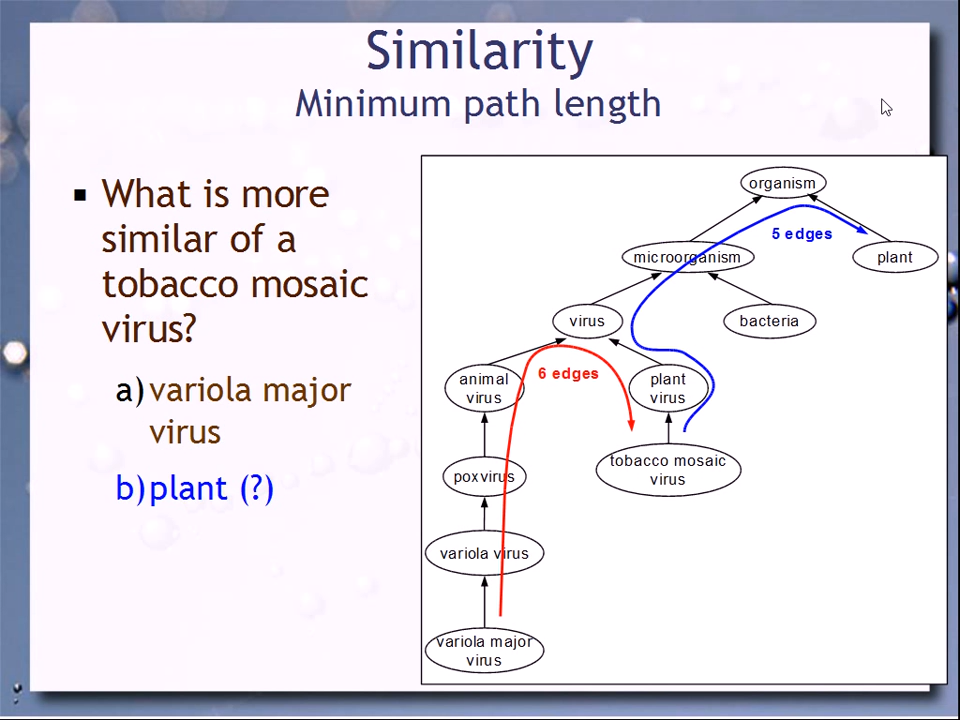 Similarity
Minimum path length
▪ What is more
similar of a
tobacco mosaic
virus?
a) variola major
virus
b) plant (?)
organism
5 edges
microorganism
plant
virus
bacteria
6 edges
animal
virus
plant
virus
poxvirus
tobacco mosaic
virus
variola virus
variola major
virus